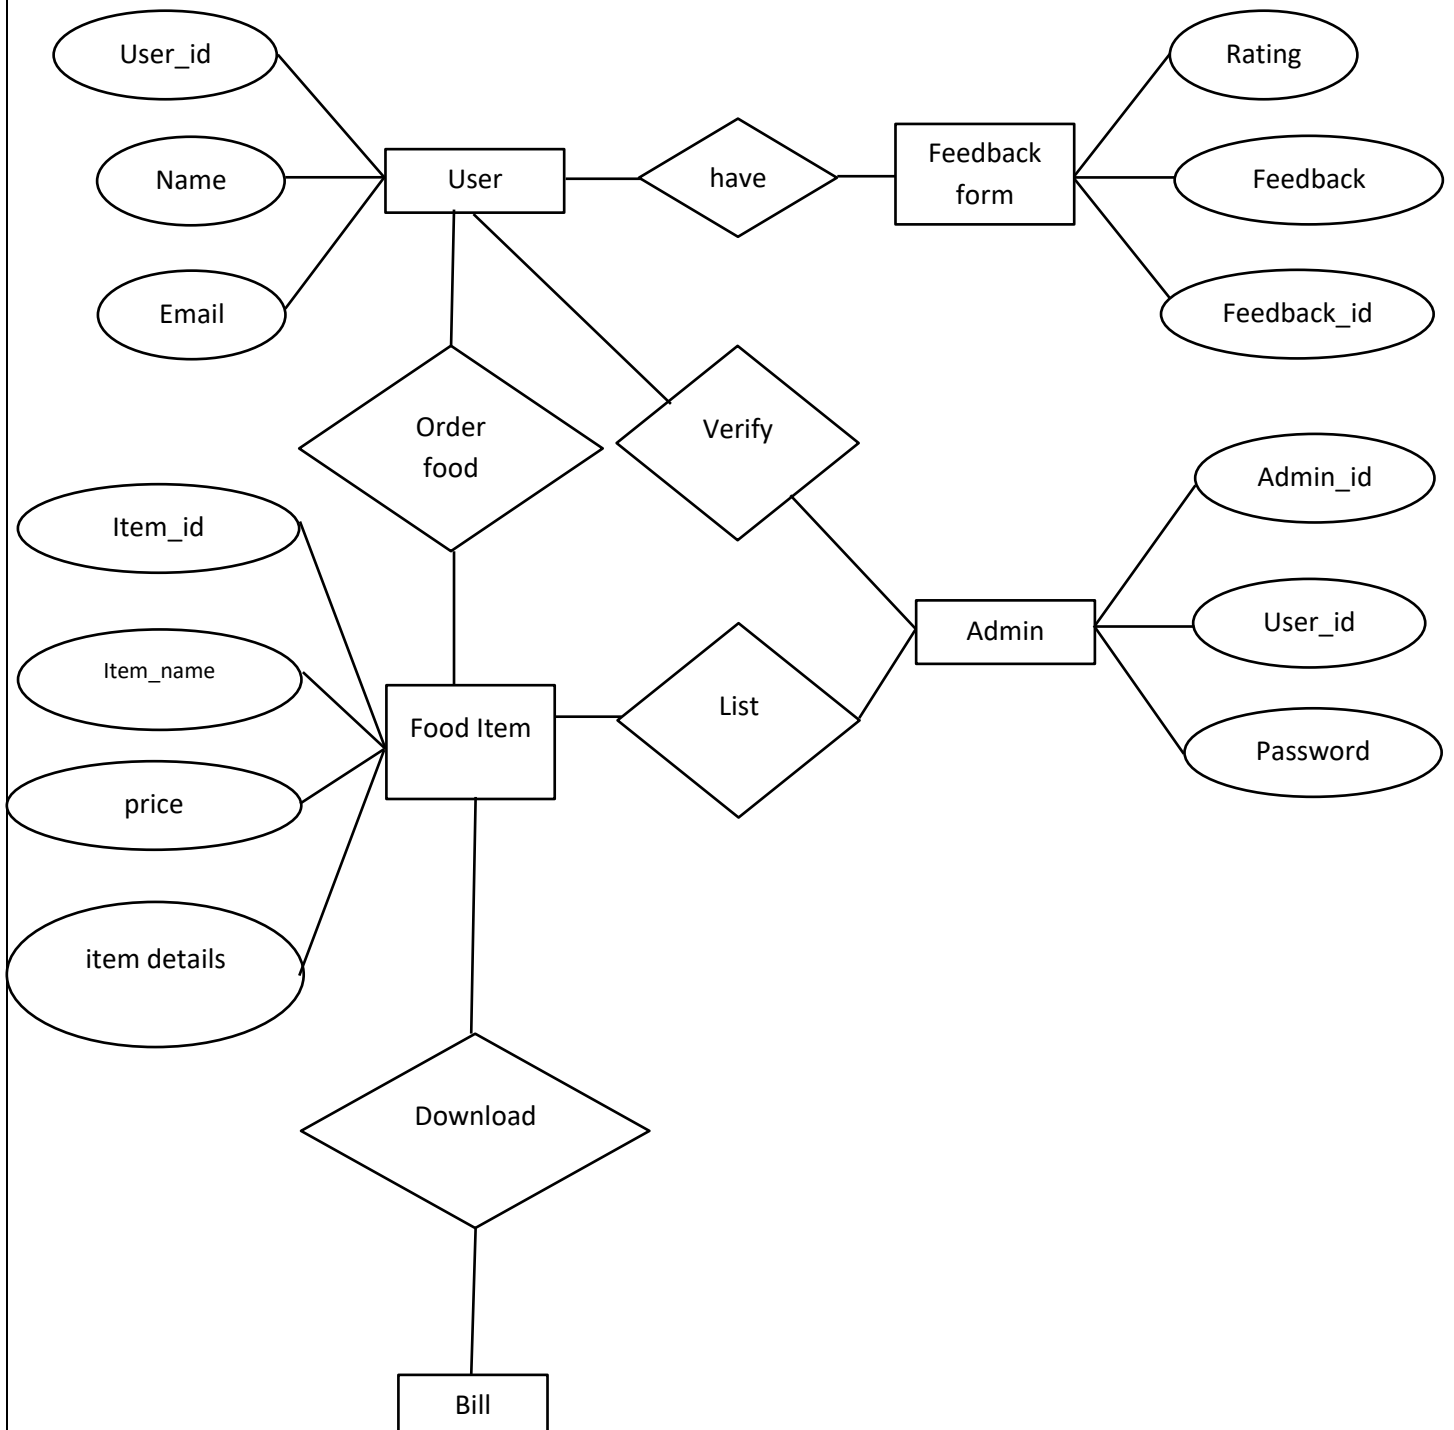 User_id
Rating
Name
User
have
Feedback
form
Feedback
Email
Feedback_id
Order
food
Verify
Admin_id
Item_id
Admin
User_id
Item_name
Food Item
List
Password
price
item details
Download
Bill